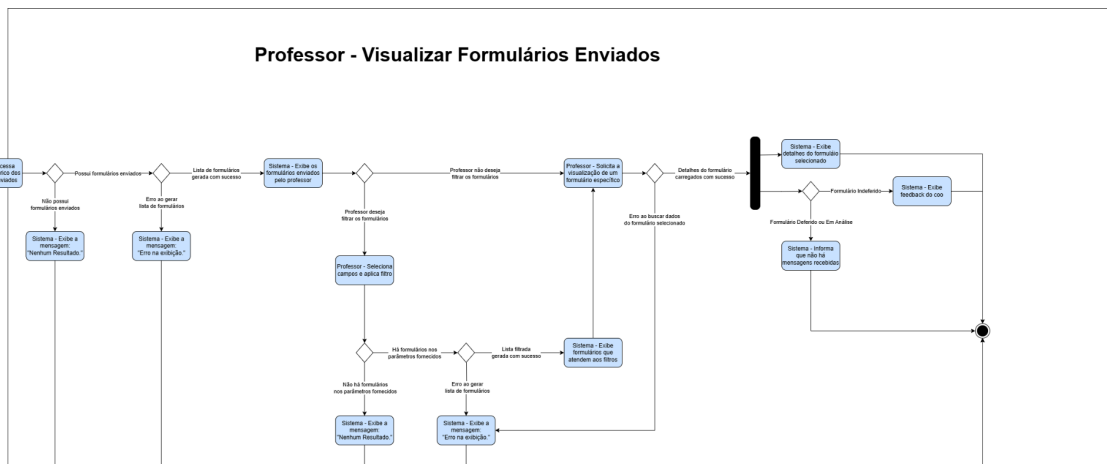 Professor - Visualizar Formulários Enviados
Possui formulários enviados
Não possui
formulários enviados
Sistema - Exibe a
mensagem:
"Nenhum Resultado."
Lista de formulários
gerada com sucesso
Erro ao gerar
lista de formulários
Sistema - Exibe a
mensagem:
"Erro na exibição."
Sistema - Exibe os
formulários enviados
pelo professor
Professor não deseja
filtrar os formulários
Professor deseja
filtrar os formulários
Professor - Seleciona
campos e aplica filtro
Há formulários nos
parâmetros fornecidos
Não há formulários
nos parâmetros fornecidos
Sistema - Exibe a
mensagem:
"Nenhum Resultado."
Lista filtrada
gerada com sucesso
Erro ao gerar
lista de formulários
Sistema - Exibe a
mensagem:
"Erro na exibição."
Sistema - Exibe
formulários que
atendem aos filtros
Professor - Solicita a
visualização de um
formulário específico
Detalhes do formulário
carregados com sucesso
Erro ao buscar dados
do formulário selecionado
Sistema - Exibe
detalhes do formulário
selecionado
Formulário Indeferido
Sistema - Exibe
feedback do coo
Formulário Deferido ou Em Análise
Sistema - Informa
que não há
mensagens recebidas